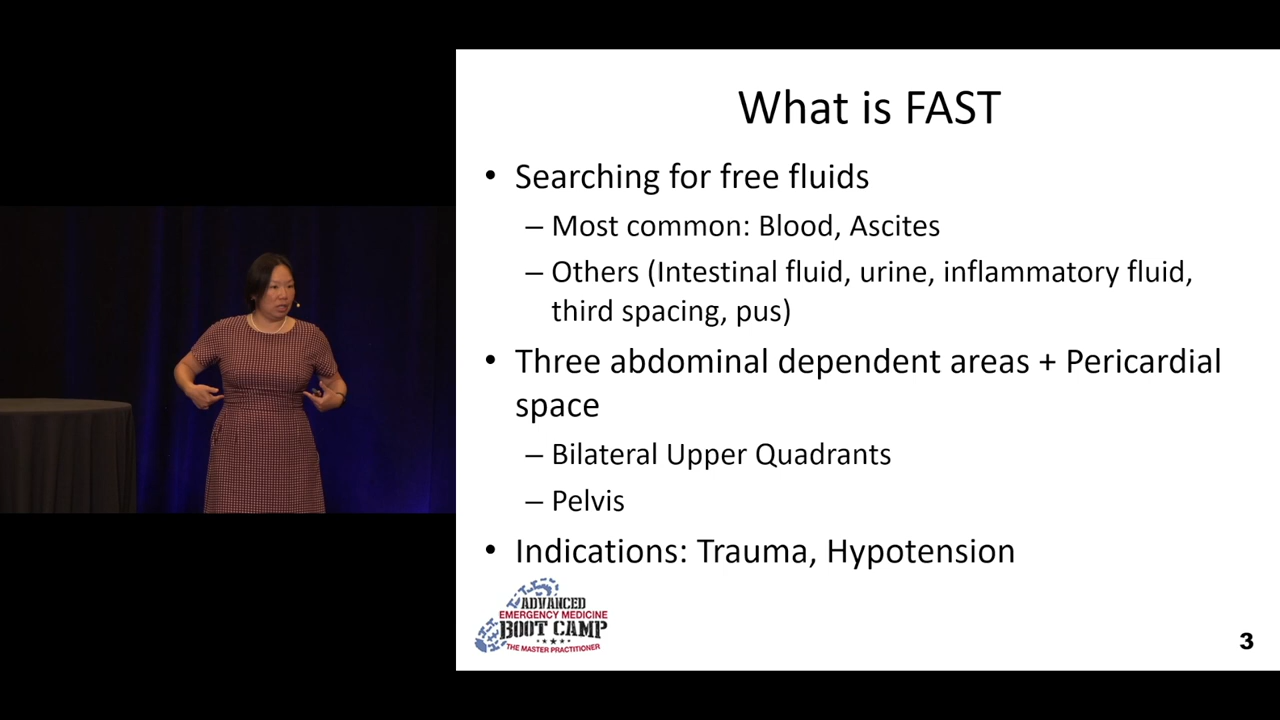 What is FAST
• Searching for free fluids
– Most common: Blood, Ascites
– Others (Intestinal fluid, urine, inflammatory fluid,
third spacing, pus)
• Three abdominal dependent areas + Pericardial
space
– Bilateral Upper Quadrants
– Pelvis
• Indications: Trauma, Hypotension
ADVANCED
EMERGENCY MEDICINE
BOOT CAMP
THE MASTER PRACTITIONER
3